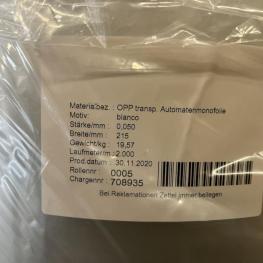 Materialbez. : OPP transp. Automatenmonofolie
Motiv: blanco
Stärke/mm : 0,050
Breite/mm : 215
Gewicht/kg : 19,57
Laufmeter/m : 2.000
Prod.datum : 30.11.2020
Rollennr : 0005
Chargennr : 708935
Bei Reklamationen Zettel immer beilegen